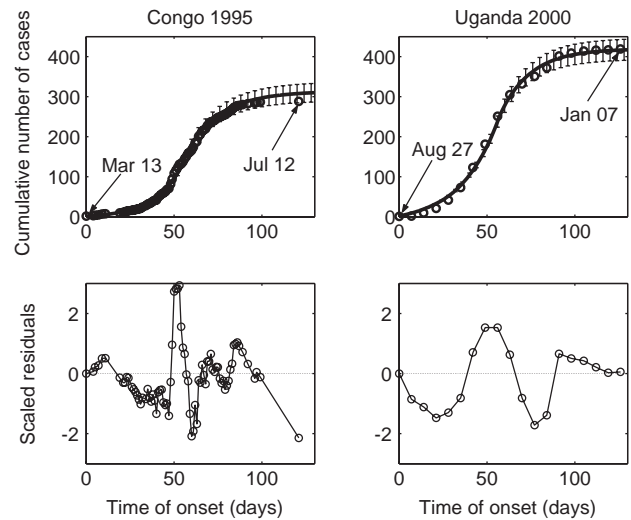 Congo 1995
Uganda 2000
Cumulative number of cases
400
300
200
100
0
Mar 13
Jul 12
0 50 100
400
300
200
100
0
Aug 27
Jan 07
0 50 100
Scaled residuals
2
0
-2
0 50 100
Time of onset (days)
2
0
-2
0 50 100
Time of onset (days)